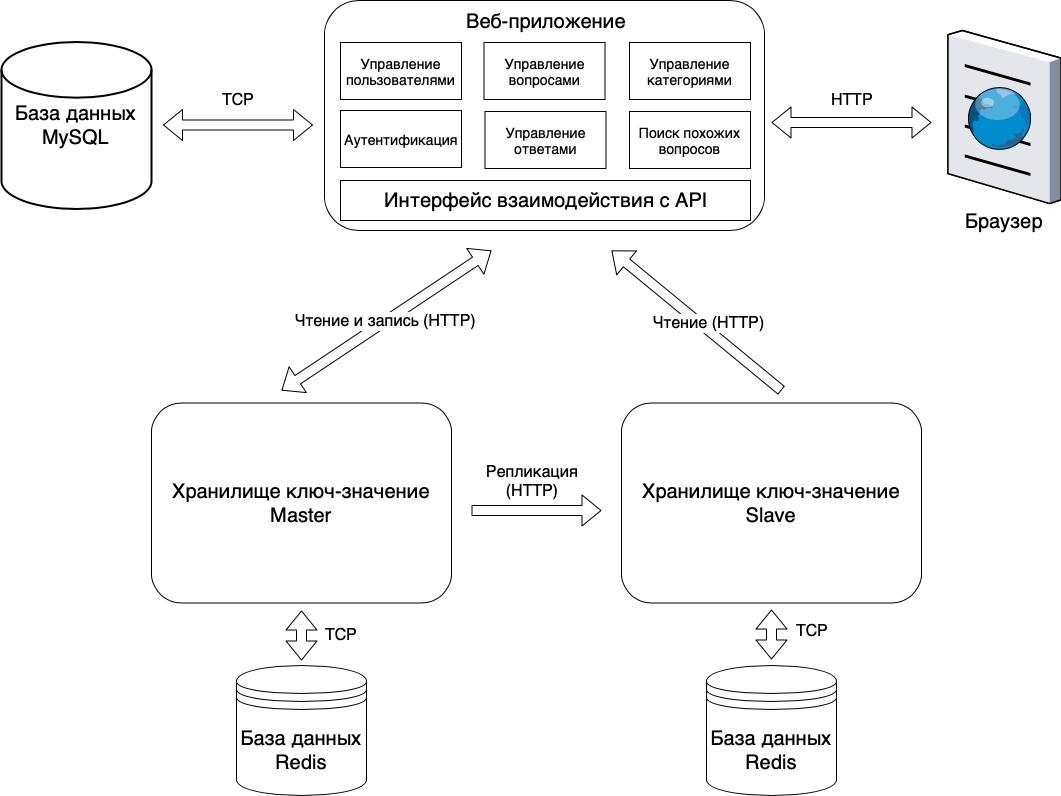 Веб-приложение
Управление
пользователями
Управление
вопросами
Управление
категориями
Аутентификация
Управление
ответами
Поиск похожих
вопросов
Интерфейс взаимодействия с API
База данных
MySQL
TCP
HTTP
Браузер
Чтение и запись (HTTP)
Чтение (HTTP)
Хранилище ключ-значение
Master
Репликация
(HTTP)
Хранилище ключ-значение
Slave
TCP
TCP
База данных
Redis
База данных
Redis